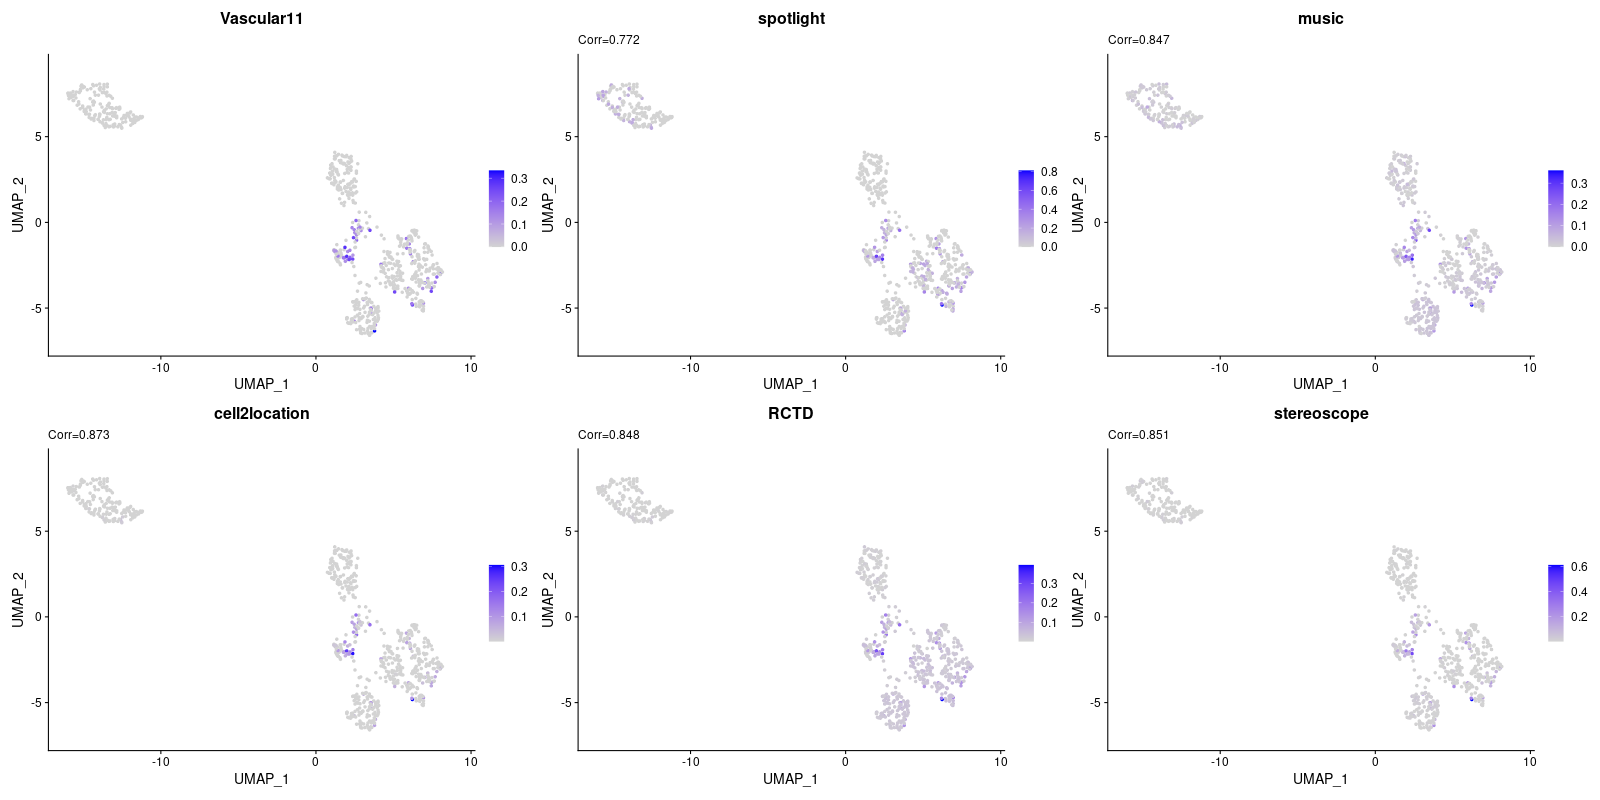 Vascular11
UMAP_2
5
0
-5
-10
0
10
UMAP_1
0.3
0.2
0.1
0.0
spotlight
Corr=0.772
UMAP_2
5
0
-5
-10
0
10
UMAP_1
0.8
0.6
0.4
0.2
0.0
music
Corr=0.847
UMAP_2
5
0
-5
-10
0
10
UMAP_1
0.3
0.2
0.1
0.0
cell2location
Corr=0.873
UMAP_2
5
0
-5
-10
0
10
UMAP_1
0.3
0.2
0.1
RCTD
Corr=0.848
UMAP_2
5
0
-5
-10
0
10
UMAP_1
0.3
0.2
0.1
stereoscope
Corr=0.851
UMAP_2
5
0
-5
-10
0
10
UMAP_1
0.6
0.4
0.2